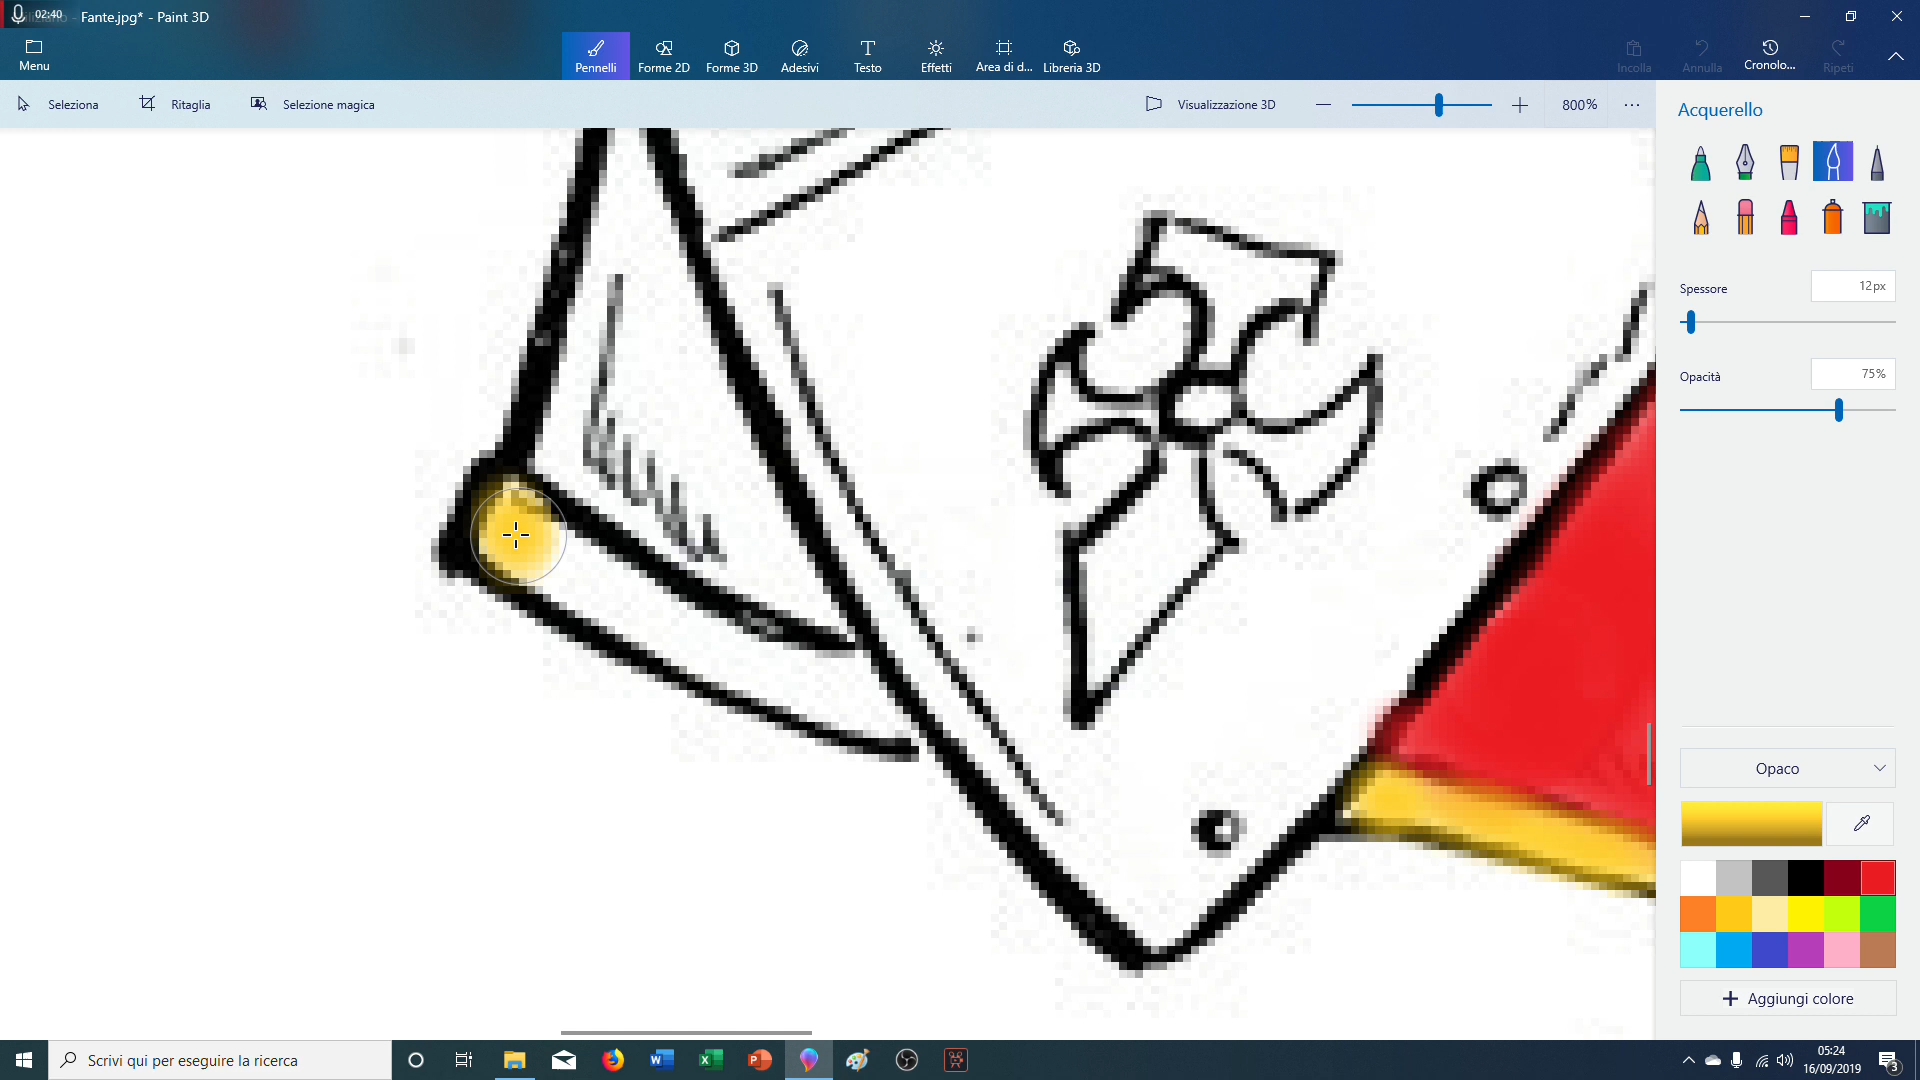 02:40 Fante.jpg* - Paint 3D
Menu
Pennelli
Forme 2D
Forme 3D
Adesivi
Testo
Effetti
Area di d...
Libreria 3D
Incolla
Annulla
Cronolo...
Ripeti
Seleziona
Ritaglia
Selezione magica
Visualizzazione 3D
800%
Acquerello
Spessore
12px
Opacità
75%
Opaco
Aggiungi colore
Scrivi qui per eseguire la ricerca
05:24
16/09/2019
3